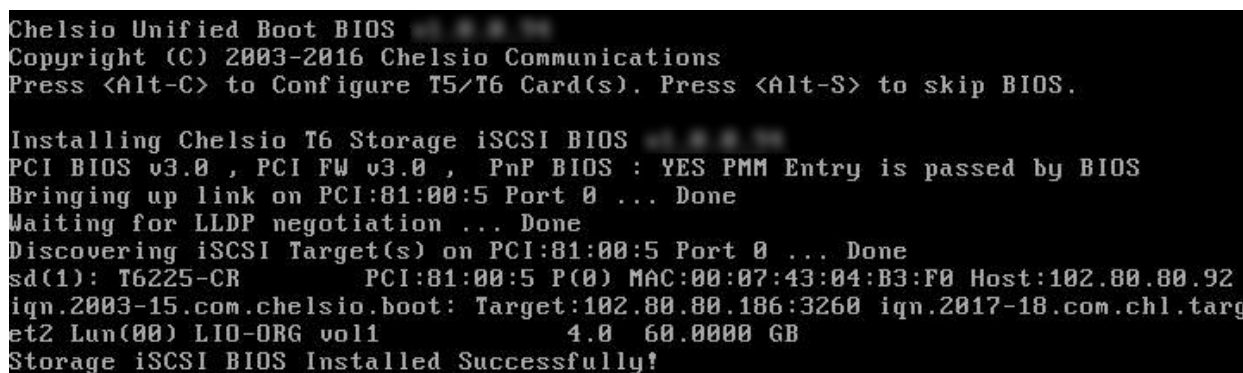 Chelsio Unified Boot BIOS
Copyright (C) 2003-2016 Chelsio Communications
Press <Alt-C> to Configure T5/T6 Card(s). Press <Alt-S> to skip BIOS.
Installing Chelsio T6 Storage iSCSI BIOS
PCI BIOS v3.0 , PCI FW v3.0 , PnP BIOS : YES PMM Entry is passed by BIOS
Bringing up link on PCI:81:00:5 Port 0 ... Done
Waiting for LLDP negotiation ... Done
Discovering iSCSI Target(s) on PCI:81:00:5 Port 0 ... Done
sd(1): T6225-CR PCI:81:00:5 P(0) MAC:00:07:43:04:B3:F0 Host:102.80.80.92
iqn.2003-15.com.chelsio.boot: Target:102.80.80.186:3260 iqn.2017-18.com.chl.targ
et2 Lun(00) LIO-ORG vol1 4.0 60.0000 GB
Storage iSCSI BIOS Installed Successfully!